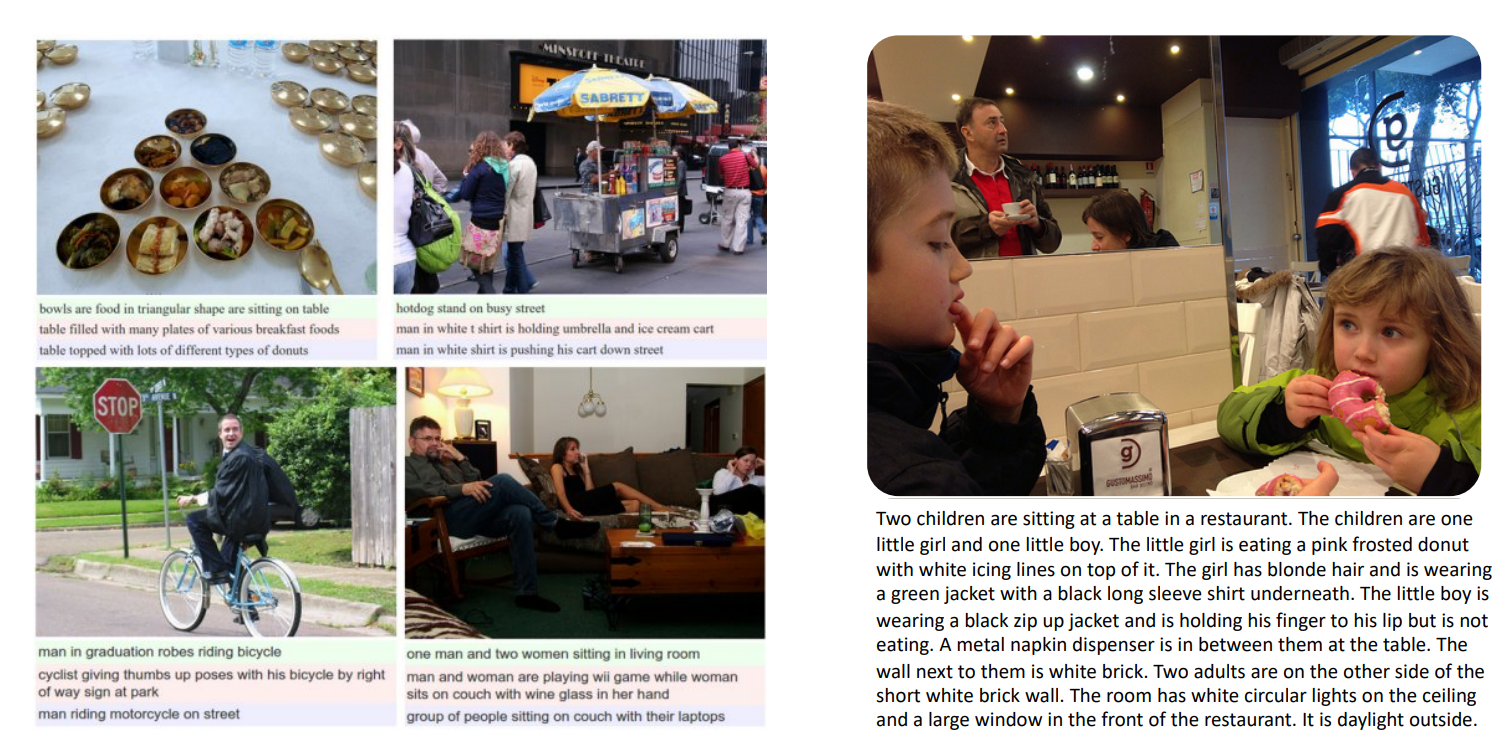 MINSKOFF THEATRE
SABRETT
bowls are food in triangular shape are sitting on table
table filled with many plates of various breakfast foods
table topped with lots of different types of donuts
hotdog stand on busy street
man in white t shirt is holding umbrella and ice cream cart
man in white shirt is pushing his cart down street
STOP
man in graduation robes riding bicycle
cyclist giving thumbs up poses with his bicycle by right
of way sign at park
man riding motorcycle on street
one man and two women sitting in living room
man and woman are playing wii game while woman
sits on couch with wine glass in her hand
group of people sitting on couch with their laptops
g
g
GUSTOMASSIMO
Two children are sitting at a table in a restaurant. The children are one
little girl and one little boy. The little girl is eating a pink frosted donut
with white icing lines on top of it. The girl has blonde hair and is wearing
a green jacket with a black long sleeve shirt underneath. The little boy is
wearing a black zip up jacket and is holding his finger to his lip but is not
eating. A metal napkin dispenser is in between them at the table. The
wall next to them is white brick. Two adults are on the other side of the
short white brick wall. The room has white circular lights on the ceiling
and a large window in the front of the restaurant. It is daylight outside.